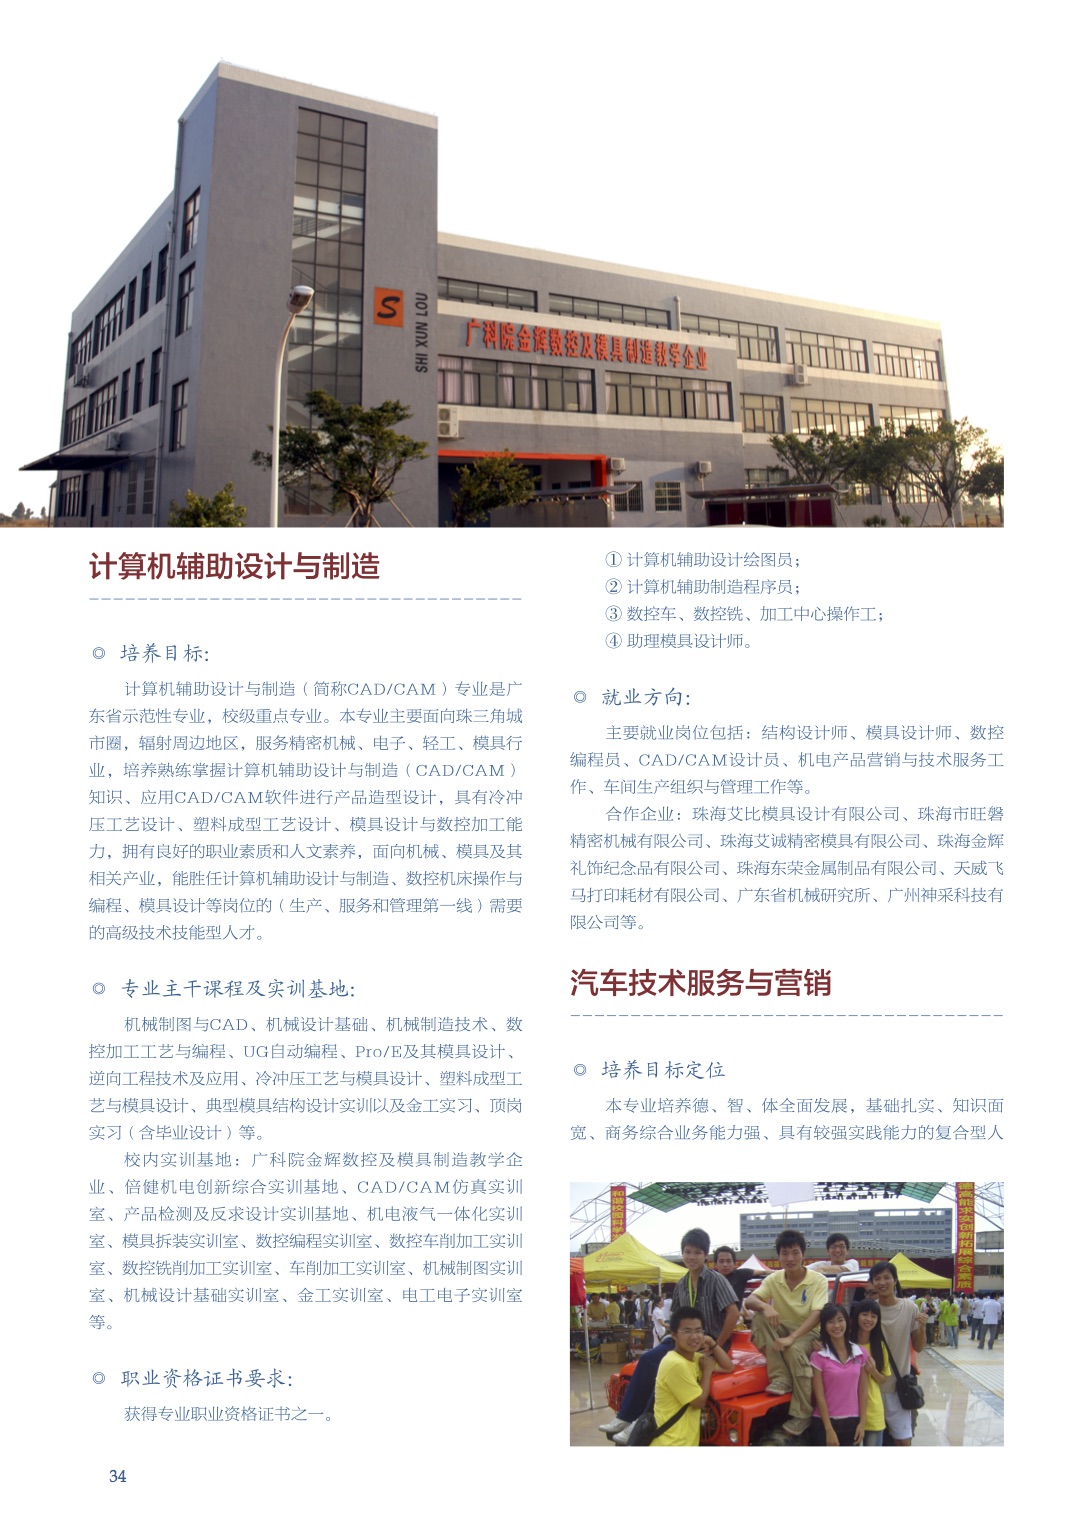 S
SHI XUN LOU
广科院金辉数控及模具制造教学企业
计算机辅助设计与制造
◎ 培养目标:
计算机辅助设计与制造（简称CAD/CAM）专业是广
东省示范性专业，校级重点专业。本专业主要面向珠三角城
市圈，辐射周边地区，服务精密机械、电子、轻工、模具行
业，培养熟练掌握计算机辅助设计与制造（CAD/CAM）
知识、应用CAD/CAM软件进行产品造型设计，具有冷冲
压工艺设计、塑料成型工艺设计、模具设计与数控加工能
力，拥有良好的职业素质和人文素养，面向机械、模具及其
相关产业，能胜任计算机辅助设计与制造、数控机床操作与
编程、模具设计等岗位的（生产、服务和管理第一线）需要
的高级技术技能型人才。
◎ 专业主干课程及实训基地:
机械制图与CAD、机械设计基础、机械制造技术、数
控加工工艺与编程、UG自动编程、Pro/E及其模具设计、
逆向工程技术及应用、冷冲压工艺与模具设计、塑料成型工
艺与模具设计、典型模具结构设计实训以及金工实习、顶岗
实习（含毕业设计）等。
校内实训基地：广科院金辉数控及模具制造教学企
业、倍健机电创新综合实训基地、CAD/CAM仿真实训
室、产品检测及反求设计实训基地、机电液气一体化实训
室、模具拆装实训室、数控编程实训室、数控车削加工实训
室、数控铣削加工实训室、车削加工实训室、机械制图实训
室、机械设计基础实训室、金工实训室、电工电子实训室
等。
◎ 职业资格证书要求:
获得专业职业资格证书之一。
① 计算机辅助设计绘图员；
② 计算机辅助制造程序员；
③ 数控车、数控铣、加工中心操作工；
④ 助理模具设计师。
◎ 就业方向:
主要就业岗位包括：结构设计师、模具设计师、数控
编程员、CAD/CAM设计员、机电产品营销与技术服务工
作、车间生产组织与管理工作等。
合作企业：珠海艾比模具设计有限公司、珠海市旺磐
精密机械有限公司、珠海艾诚精密模具有限公司、珠海金辉
礼饰纪念品有限公司、珠海东荣金属制品有限公司、天威飞
马打印耗材有限公司、广东省机械研究所、广州神采科技有
限公司等。
汽车技术服务与营销
◎ 培养目标定位
本专业培养德、智、体全面发展，基础扎实、知识面
宽、商务综合业务能力强、具有较强实践能力的复合型人
能求实创新拓展综合素质
34